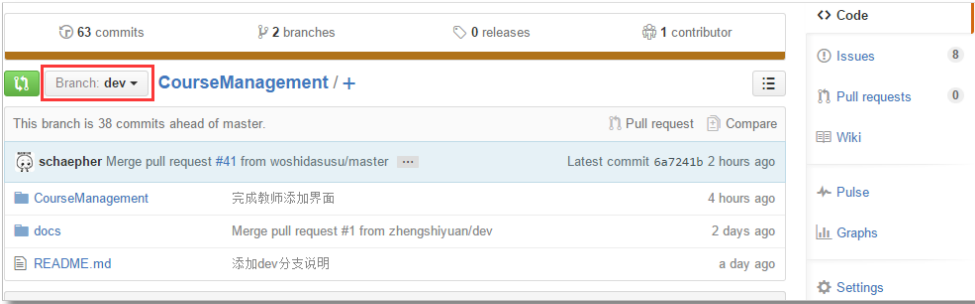 63 commits 2 branches 0 releases 1 contributor
Branch: dev CourseManagement / +
This branch is 38 commits ahead of master. Pull request Compare
schaepher Merge pull request #41 from woshidasusu/master ... Latest commit 6a7241b 2 hours ago
CourseManagement 完成教师添加界面 4 hours ago
docs Merge pull request #1 from zhengshiyuan/dev 2 days ago
README.md 添加dev分支说明 a day ago
<> Code
Issues 8
Pull requests 0
Wiki
Pulse
Graphs
Settings